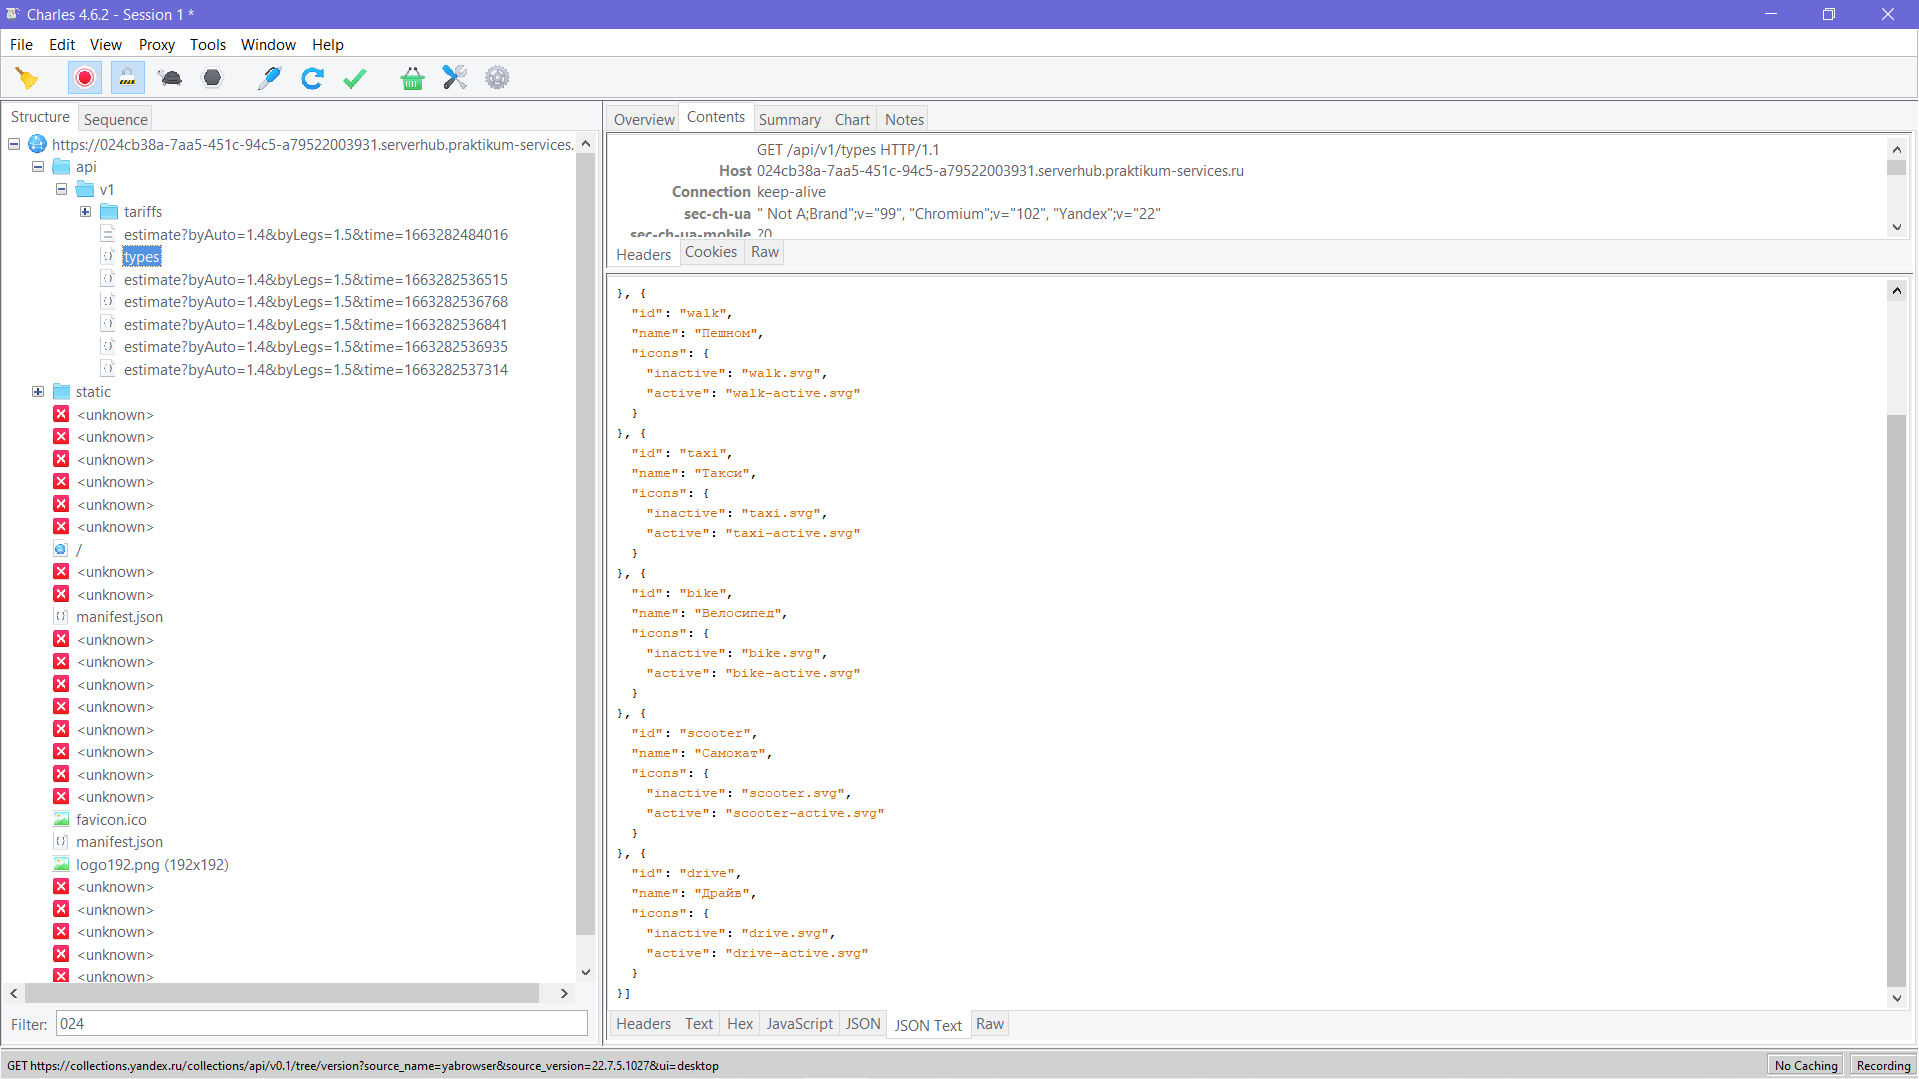 Charles 4.6.2 - Session 1 *
File Edit View Proxy Tools Window Help
Structure Sequence
https://024cb38a-7aa5-451c-94c5-a79522003931.serverhub.praktikum-services.
api
v1
tariffs
estimate?byAuto=1.4&byLegs=1.5&time=1663282484016
types
estimate?byAuto=1.4&byLegs=1.5&time=1663282536515
estimate?byAuto=1.4&byLegs=1.5&time=1663282536768
estimate?byAuto=1.4&byLegs=1.5&time=1663282536841
estimate?byAuto=1.4&byLegs=1.5&time=1663282536935
estimate?byAuto=1.4&byLegs=1.5&time=1663282537314
static
<unknown>
<unknown>
<unknown>
<unknown>
<unknown>
<unknown>
/
<unknown>
<unknown>
manifest.json
<unknown>
<unknown>
<unknown>
<unknown>
<unknown>
<unknown>
<unknown>
<unknown>
favicon.ico
manifest.json
logo192.png (192x192)
<unknown>
<unknown>
<unknown>
<unknown>
<unknown>
Filter: 024
Overview Contents Summary Chart Notes
GET /api/v1/types HTTP/1.1
Host 024cb38a-7aa5-451c-94c5-a79522003931.serverhub.praktikum-services.ru
Connection keep-alive
sec-ch-ua " Not A;Brand";v="99", "Chromium";v="102", "Yandex";v="22"
sec-ch-ua-mobile ?0
Headers Cookies Raw
}, {
"id": "walk",
"name": "Пешком",
"icons": {
"inactive": "walk.svg",
"active": "walk-active.svg"
}
}, {
"id": "taxi",
"name": "Такси",
"icons": {
"inactive": "taxi.svg",
"active": "taxi-active.svg"
}
}, {
"id": "bike",
"name": "Велосипед",
"icons": {
"inactive": "bike.svg",
"active": "bike-active.svg"
}
}, {
"id": "scooter",
"name": "Самокат",
"icons": {
"inactive": "scooter.svg",
"active": "scooter-active.svg"
}
}, {
"id": "drive",
"name": "Драйв",
"icons": {
"inactive": "drive.svg",
"active": "drive-active.svg"
}
}]
Headers Text Hex JavaScript JSON JSON Text Raw
GET https://collections.yandex.ru/collections/api/v0.1/tree/version?source_name=yabrowser&source_version=22.7.5.1027&ui=desktop
No Caching Recording